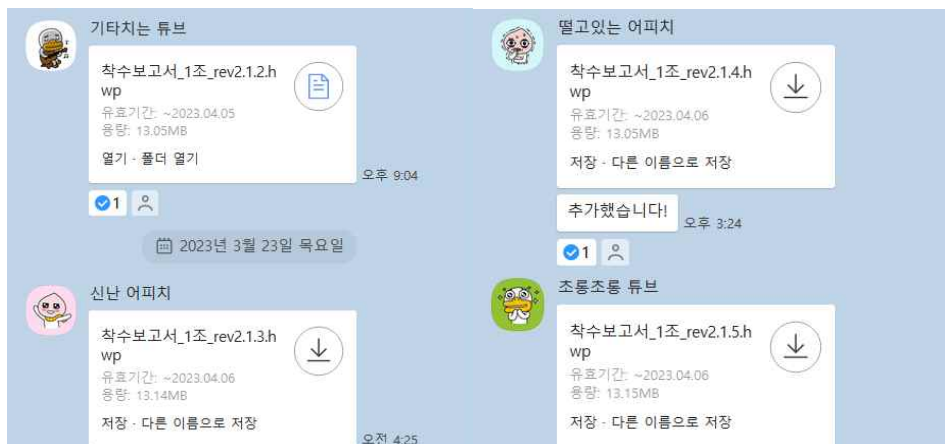 기타치는 튜브
착수보고서_1조_rev2.1.2.h
wp
유효기간: ~2023.04.05
용량: 13.05MB
열기 · 폴더 열기
오후 9:04
1
2023년 3월 23일 목요일
신난 어피치
착수보고서_1조_rev2.1.3.h
wp
유효기간: ~2023.04.06
용량: 13.14MB
저장 · 다른 이름으로 저장
오전 4:25
떨고있는 어피치
착수보고서_1조_rev2.1.4.h
wp
유효기간: ~2023.04.06
용량: 13.05MB
저장 · 다른 이름으로 저장
추가했습니다!
오후 3:24
1
초롱초롱 튜브
착수보고서_1조_rev2.1.5.h
wp
유효기간: ~2023.04.06
용량: 13.15MB
저장 · 다른 이름으로 저장